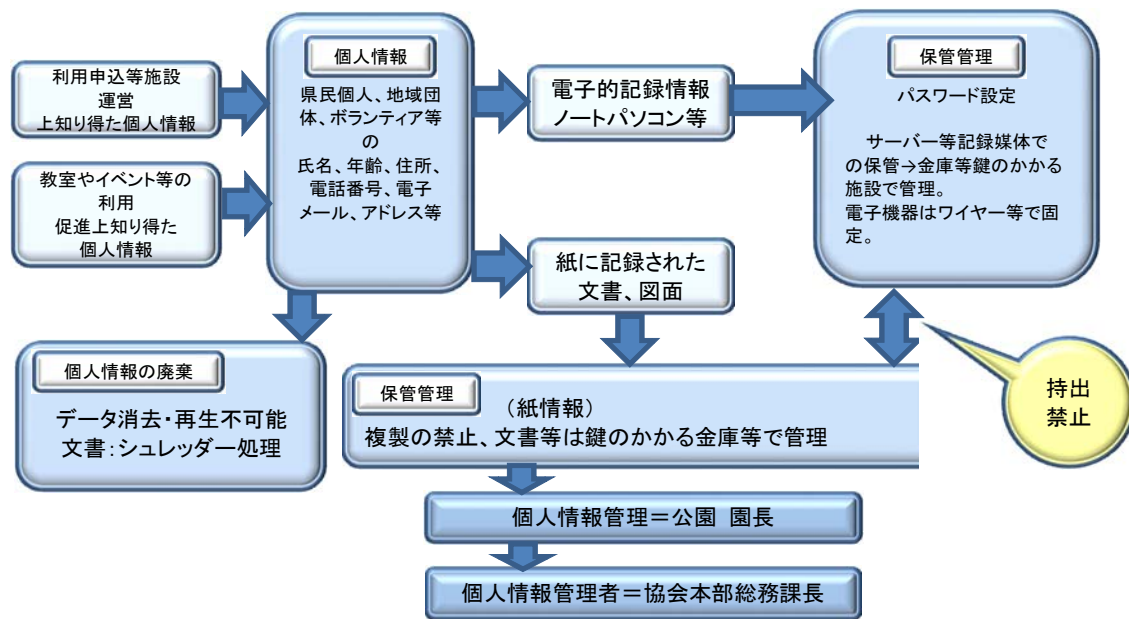 利用申込等施設
運営
上知り得た個人情報
教室やイベント等の
利用
促進上知り得た
個人情報
個人情報
県民個人、地域団
体、ボランティア等
の
氏名、年齢、住所、
電話番号、電子
メール、アドレス等
電子的記録情報
ノートパソコン等
紙に記録された
文書、図面
保管管理
パスワード設定
サーバー等記録媒体で
の保管→金庫等鍵のかかる
施設で管理。
電子機器はワイヤー等で固
定。
持出
禁止
個人情報の廃棄
データ消去・再生不可能
文書：シュレッダー処理
保管管理
（紙情報）
複製の禁止、文書等は鍵のかかる金庫等で管理
個人情報管理＝公園 園長
個人情報管理者＝協会本部総務課長